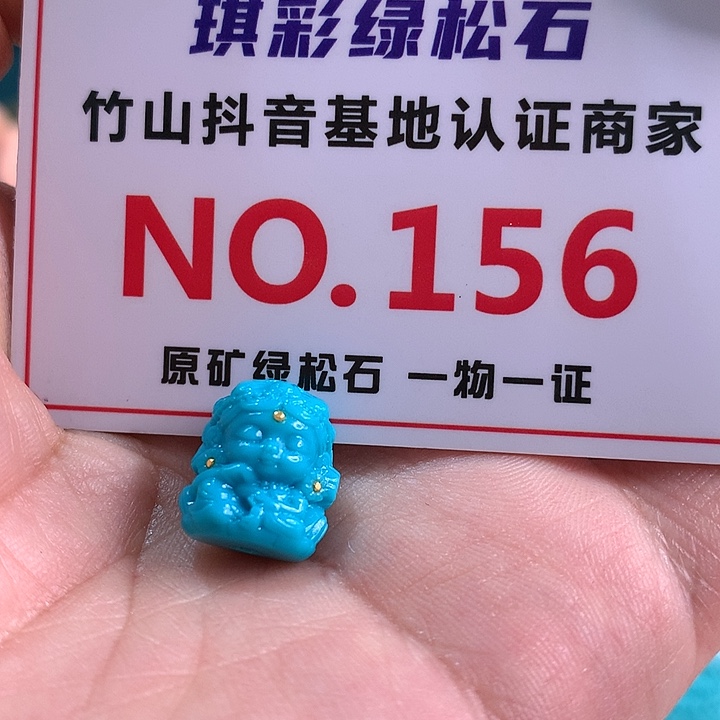 琪彩绿松石
竹山抖音基地认证商家
NO.156
原矿绿松石 一物一证